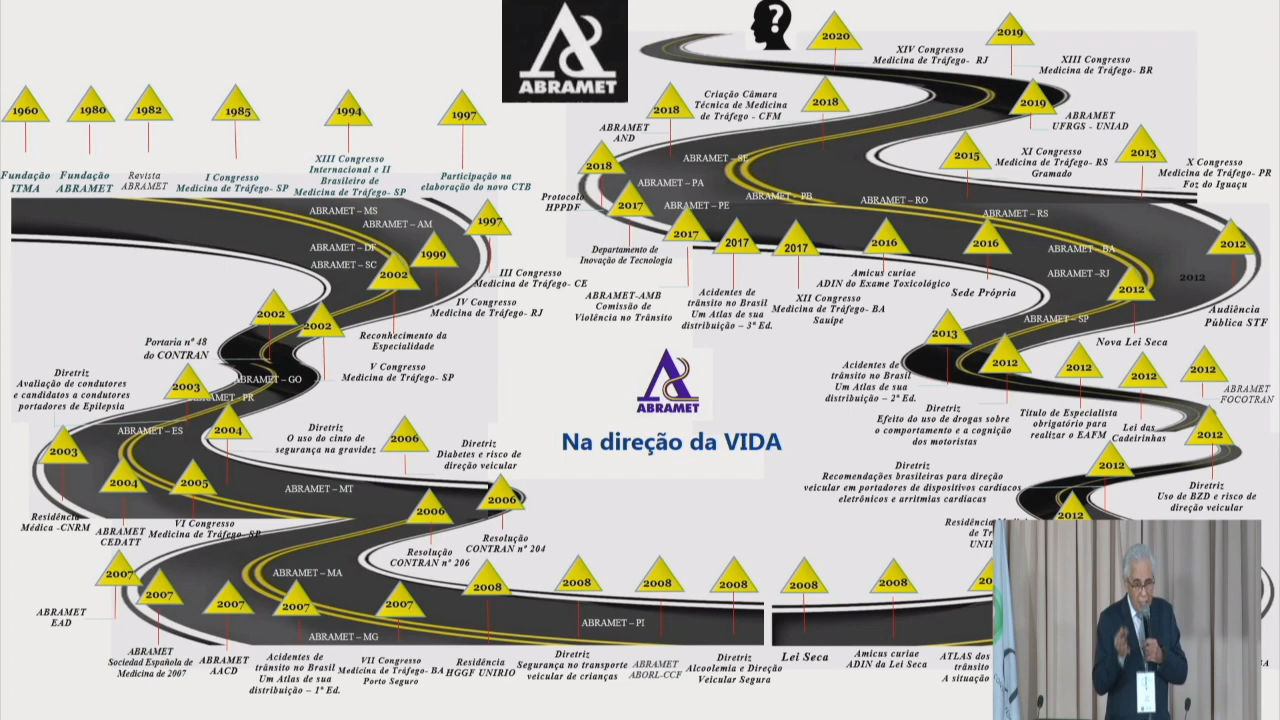 ABRAMET
?
2020
XIV Congresso
Medicina de Tráfego- RJ
2019
XIII Congresso
Medicina de Tráfego- BR
1960
Fundação
ITMA
1980
Fundação
ABRAMET
1982
Revista
ABRAMET
1985
I Congresso
Medicina de Tráfego- SP
1994
XIII Congresso
Internacional e II
Brasileiro de
Medicina de Tráfego- SP
1997
Participação na
elaboração do novo CTB
2018
ABRAMET
AND
Criação Câmara
Técnica de Medicina
de Tráfego - CFM
2018
2019
ABRAMET
UFRGS - UNIAD
2015
XI Congresso
Medicina de Tráfego- RS
Gramado
2013
X Congresso
Medicina de Tráfego- PR
Foz do Iguaçu
2018
Protocolo
HPPDF
ABRAMET – SE
ABRAMET – PA
ABRAMET – PE
ABRAMET – PB
ABRAMET – RO
ABRAMET – RS
ABRAMET – BA
ABRAMET –RJ
2012
ABRAMET – SP
2017
Departamento de
Inovação de Tecnologia
2017
ABRAMET-AMB
Comissão de
Violência no Trânsito
2017
Acidentes de
trânsito no Brasil
Um Atlas de sua
distribuição – 3ª Ed.
2017
XII Congresso
Medicina de Tráfego- BA
Sauípe
2016
Amicus curiae
ADIN do Exame Toxicológico
2016
Sede Própria
2012
Audiência
Pública STF
2012
Nova Lei Seca
ABRAMET – MS
ABRAMET – AM
ABRAMET – DF
ABRAMET – SC
1997
III Congresso
Medicina de Tráfego- CE
1999
IV Congresso
Medicina de Tráfego- RJ
2002
Reconhecimento da
Especialidade
2002
Portaria nº 48
do CONTRAN
2002
V Congresso
Medicina de Tráfego- SP
ABRAMET – GO
ABRAMET – PR
ABRAMET – ES
ABRAMET – MT
2003
Diretriz
Avaliação de condutores
e candidatos a condutores
portadores de Epilepsia
2004
Diretriz
O uso do cinto de
segurança na gravidez
2006
Diretriz
Diabetes e risco de
direção veicular
2003
Residência
Médica -CNRM
2004
ABRAMET
CEDATT
2005
VI Congresso
Medicina de Tráfego- SP
2006
Resolução
CONTRAN nº 206
2006
Resolução
CONTRAN nº 204
ABRAMET
Na direção da VIDA
2013
Acidentes de
trânsito no Brasil
Um Atlas de sua
distribuição – 2ª Ed.
2012
Diretriz
Efeito do uso de drogas sobre
o comportamento e a cognição
dos motoristas
2012
Título de Especialista
obrigatório para
realizar o EAFM
2012
Lei das
Cadeirinhas
2012
ABRAMET
FOCOTRAN
2012
Diretriz
Uso de BZD e risco de
direção veicular
2012
Diretriz
Recomendações brasileiras para direção
veicular em portadores de dispositivos cardíacos
eletrônicos e arritmias cardíacas
2012
Residência
de Tr
2007
ABRAMET
EAD
2007
ABRAMET
Sociedad Española de
Medicina de 2007
2007
ABRAMET
AACD
2007
Acidentes de
trânsito no Brasil
Um Atlas de sua
distribuição – 1ª Ed.
2007
VII Congresso
Medicina de Tráfego- BA
Porto Seguro
ABRAMET – MA
ABRAMET – MG
ABRAMET – PI
2008
Residência
HGGF UNIRIO
2008
Diretriz
Segurança no transporte
veicular de crianças
2008
ABRAMET
ABORL-CCF
2008
Diretriz
Alcoolemia e Direção
Veicular Segura
2008
Lei Seca
2008
Amicus curiae
ADIN da Lei Seca
ATLAS dos
trânsito
A situação